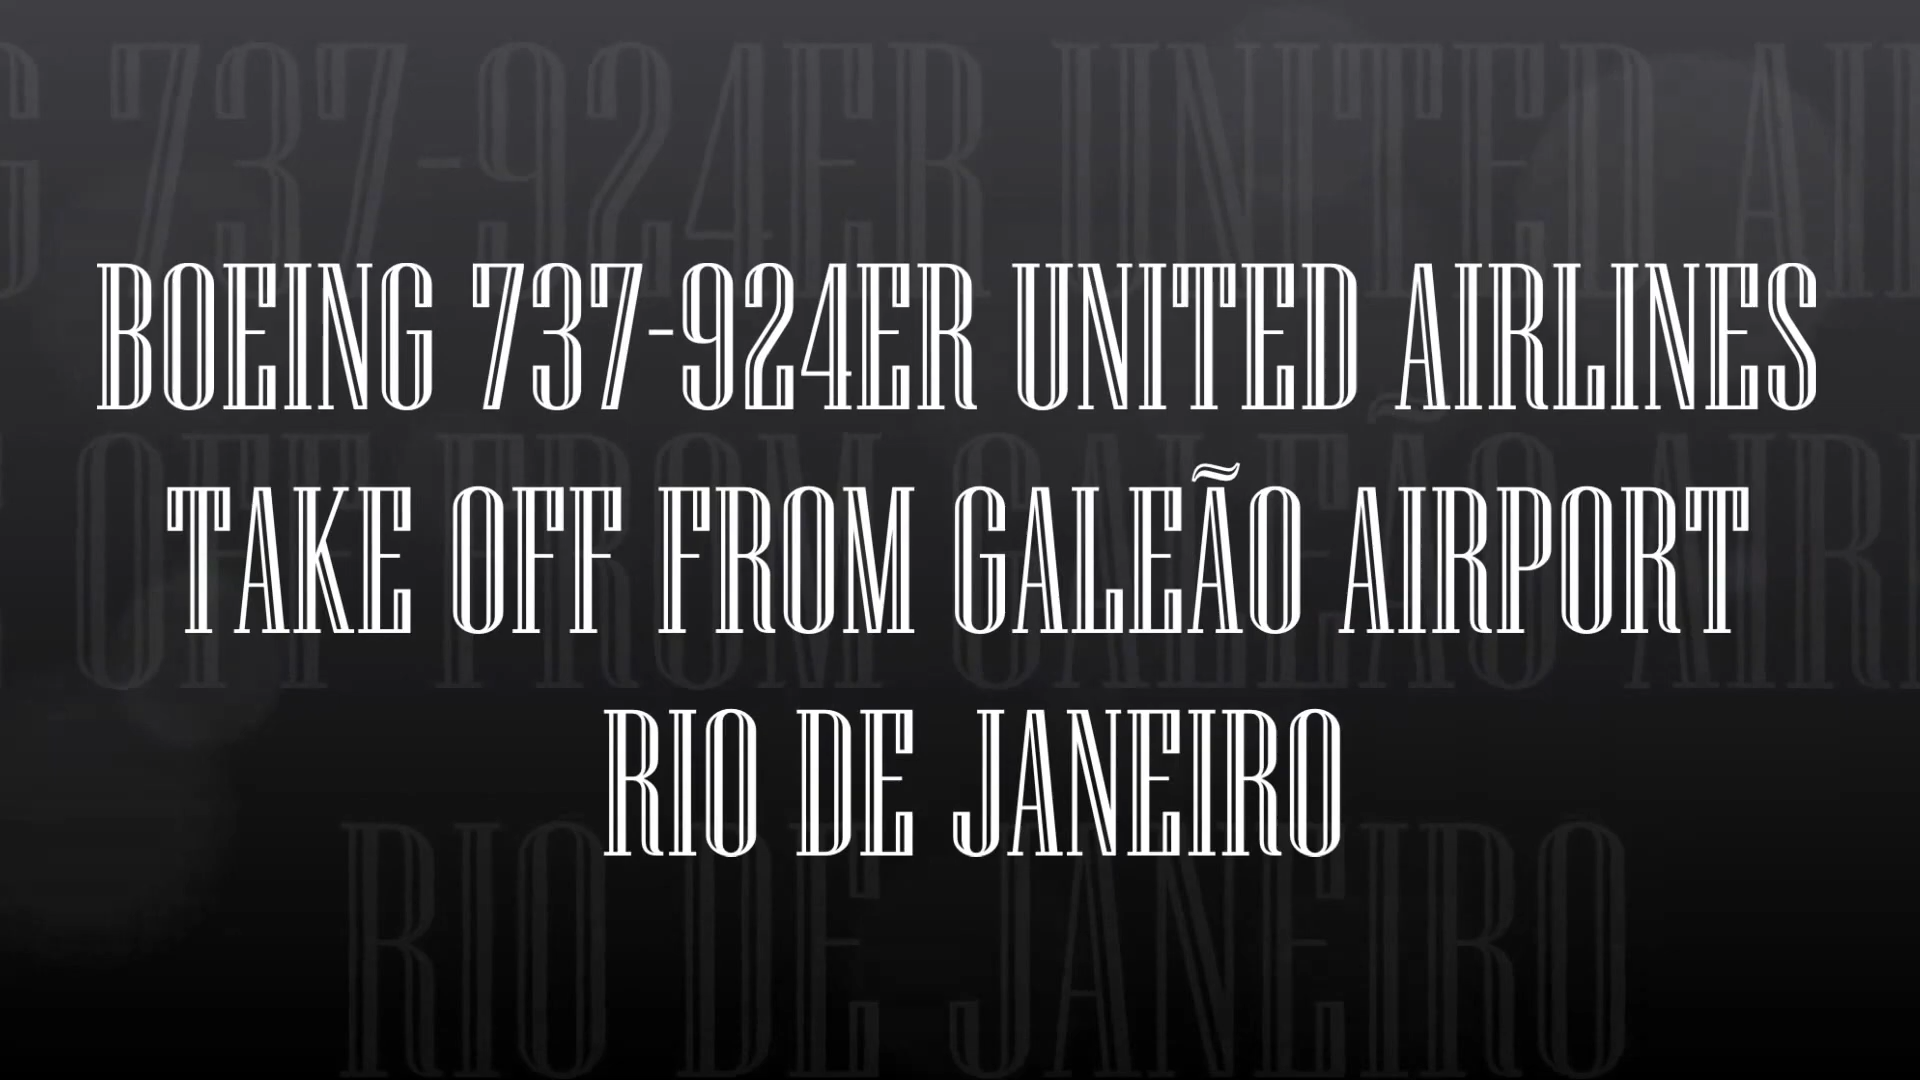 BOEING 737-924ER UNITED AIRLINES
TAKE OFF FROM GALEÃO AIRPORT
RIO DE JANEIRO